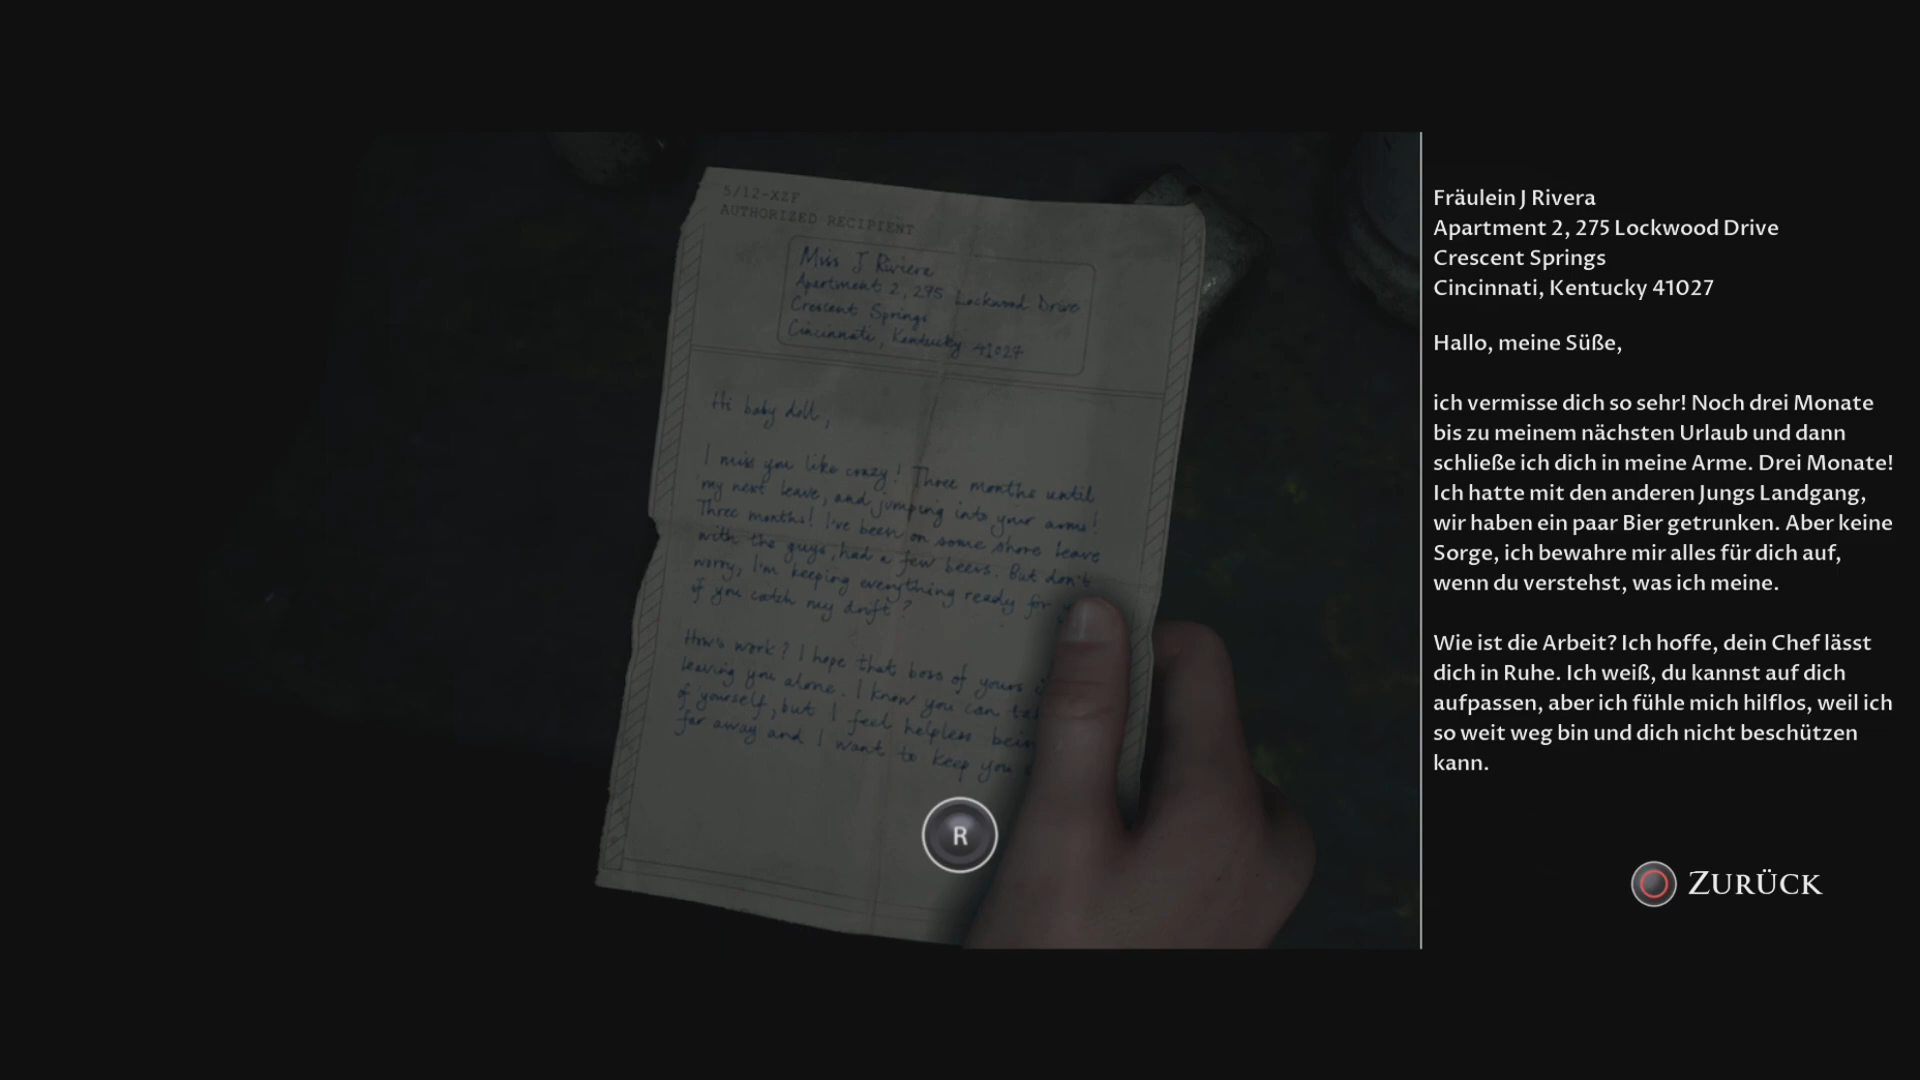 5/12-XZF
AUTHORIZED RECIPIENT
Miss J Riviera
Apartment 2, 275 Lockwood Drive
Crescent Springs
Cincinnati, Kentucky 41027
Hi baby doll,
I miss you like crazy! Three months until
my next leave, and jumping into your arms!
Three months! I've been on some shore leave
with the guys, had a few beers. But don't
worry, I'm keeping everything ready for
if you catch my drift?
How's work? I hope that boss of yours
leaving you alone. I know you can
of yourself, but I feel helpless
far away and I want to keep you
R
Fräulein J Rivera
Apartment 2, 275 Lockwood Drive
Crescent Springs
Cincinnati, Kentucky 41027
Hallo, meine Süße,
ich vermisse dich so sehr! Noch drei Monate
bis zu meinem nächsten Urlaub und dann
schließe ich dich in meine Arme. Drei Monate!
Ich hatte mit den anderen Jungs Landgang,
wir haben ein paar Bier getrunken. Aber keine
Sorge, ich bewahre mir alles für dich auf,
wenn du verstehst, was ich meine.
Wie ist die Arbeit? Ich hoffe, dein Chef lässt
dich in Ruhe. Ich weiß, du kannst auf dich
aufpassen, aber ich fühle mich hilflos, weil ich
so weit weg bin und dich nicht beschützen
kann.
ZURÜCK